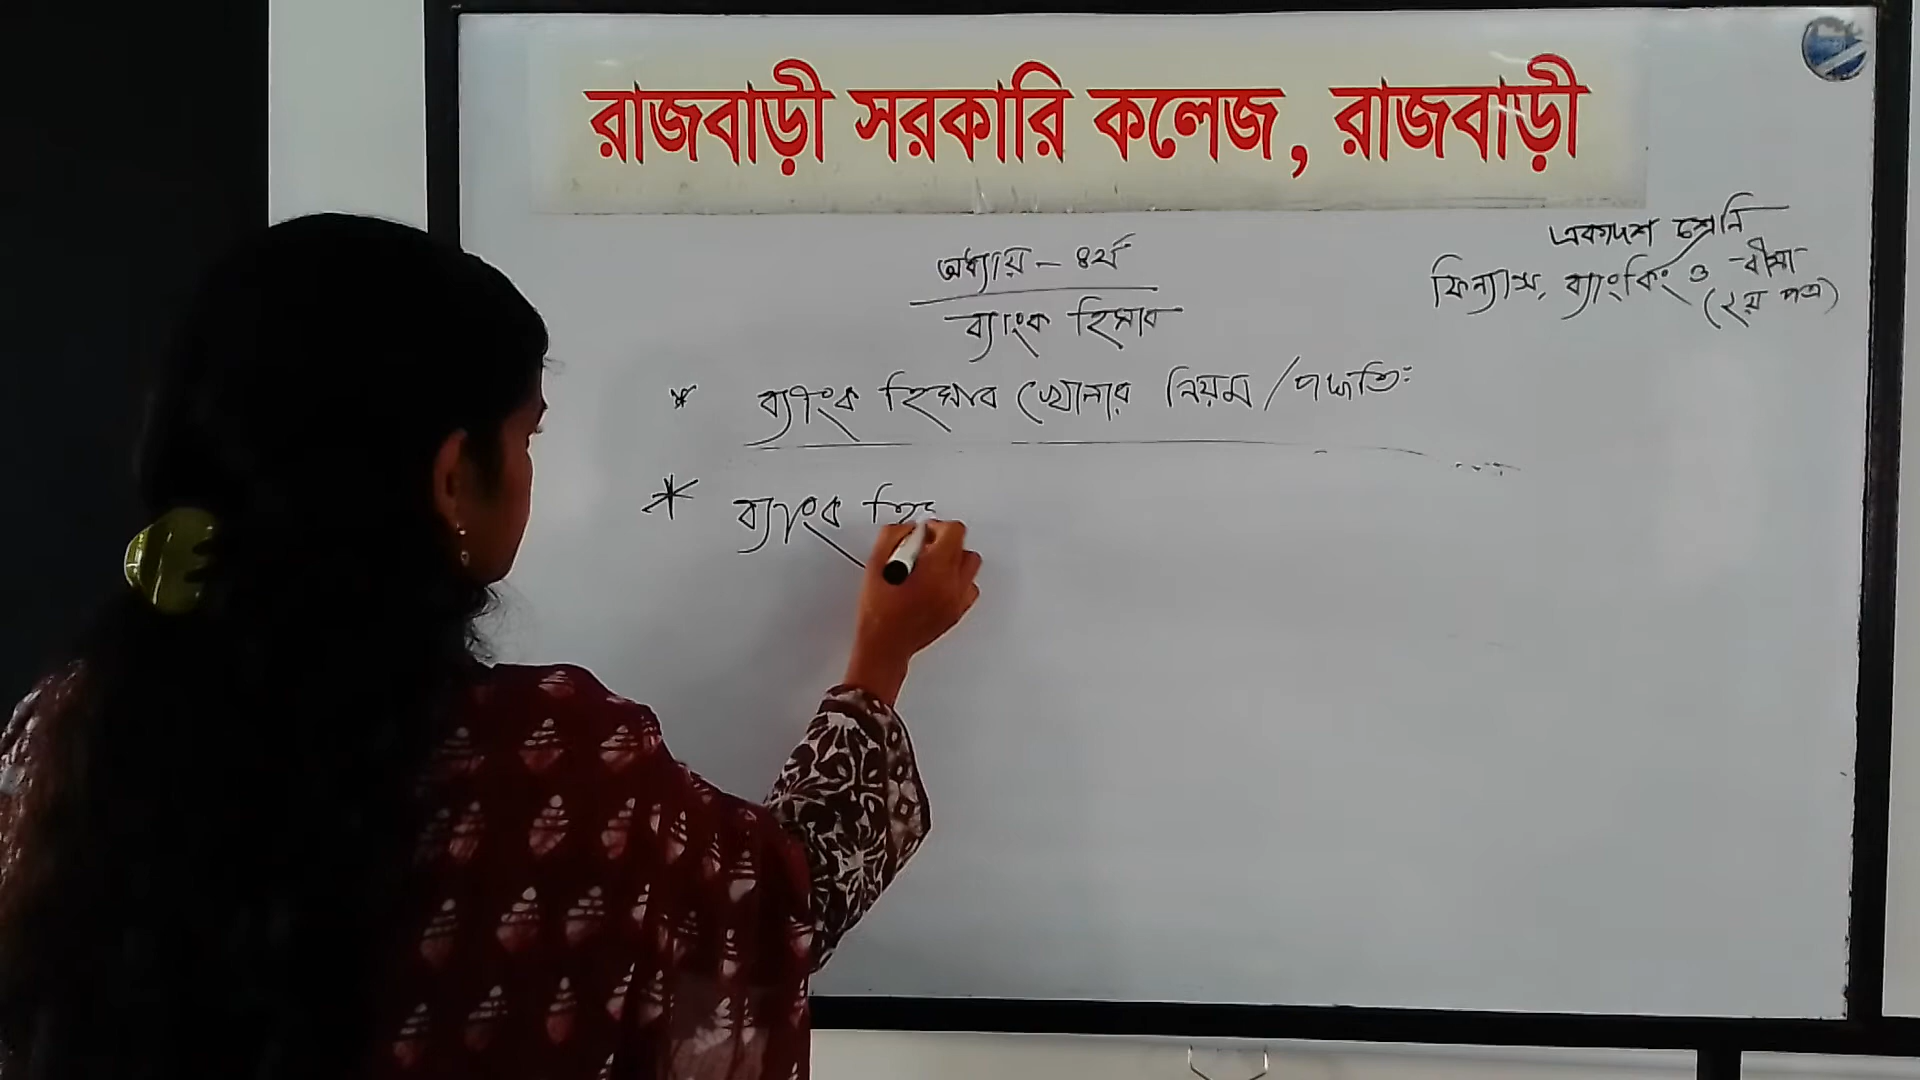 রাজবাড়ী সরকারি কলেজ, রাজবাড়ী
একাদশ শ্রেনি
ফিন্যান্স, ব্যাংকিং ও বীমা
(২য় পত্র)
অধ্যায় - ৪র্থ
ব্যাংক হিসাব
* ব্যাংক হিসাব খোলার নিয়ম / পদ্ধতি:
* ব্যাংক হি